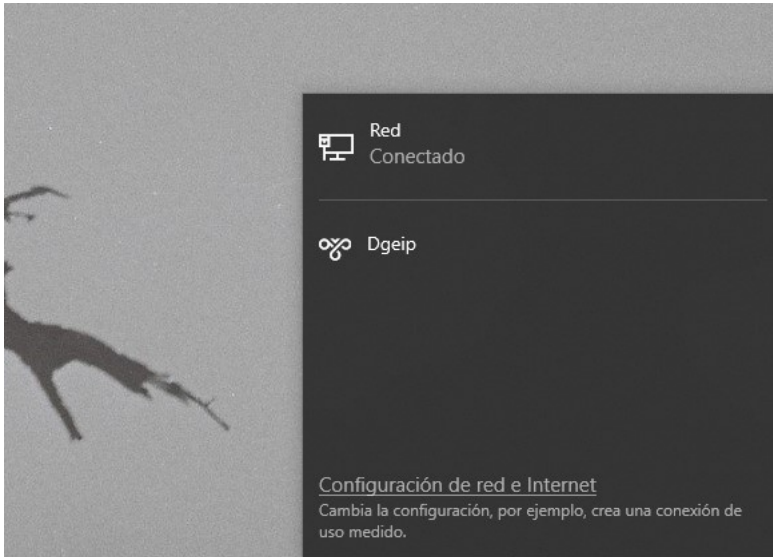 Red
Conectado
Dgeip
Configuración de red e Internet
Cambia la configuración, por ejemplo, crea una conexión de
uso medido.